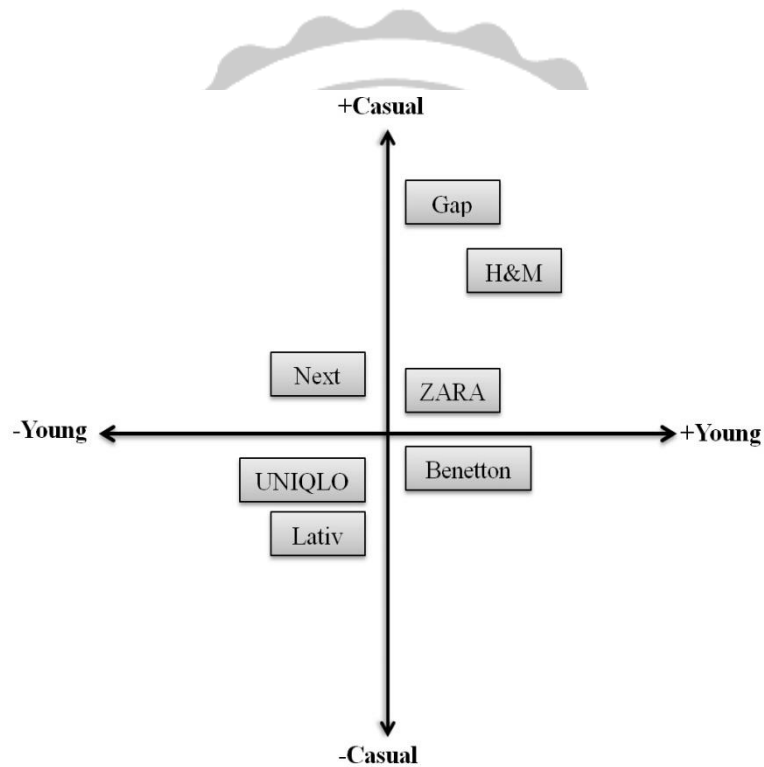 +Casual
Gap
H&M
Next
ZARA
-Young
+Young
Benetton
UNIQLO
Lativ
-Casual